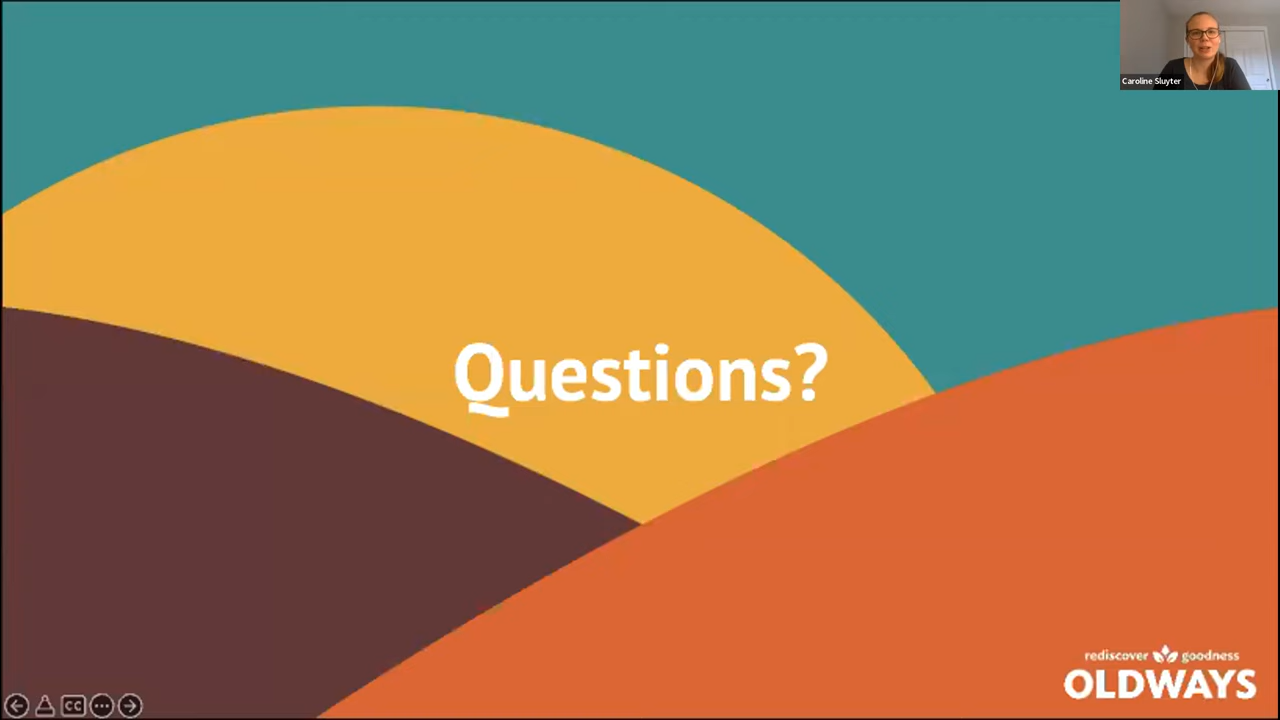 Caroline Sluyter
Questions?
rediscover goodness
OLDWAYS
CC